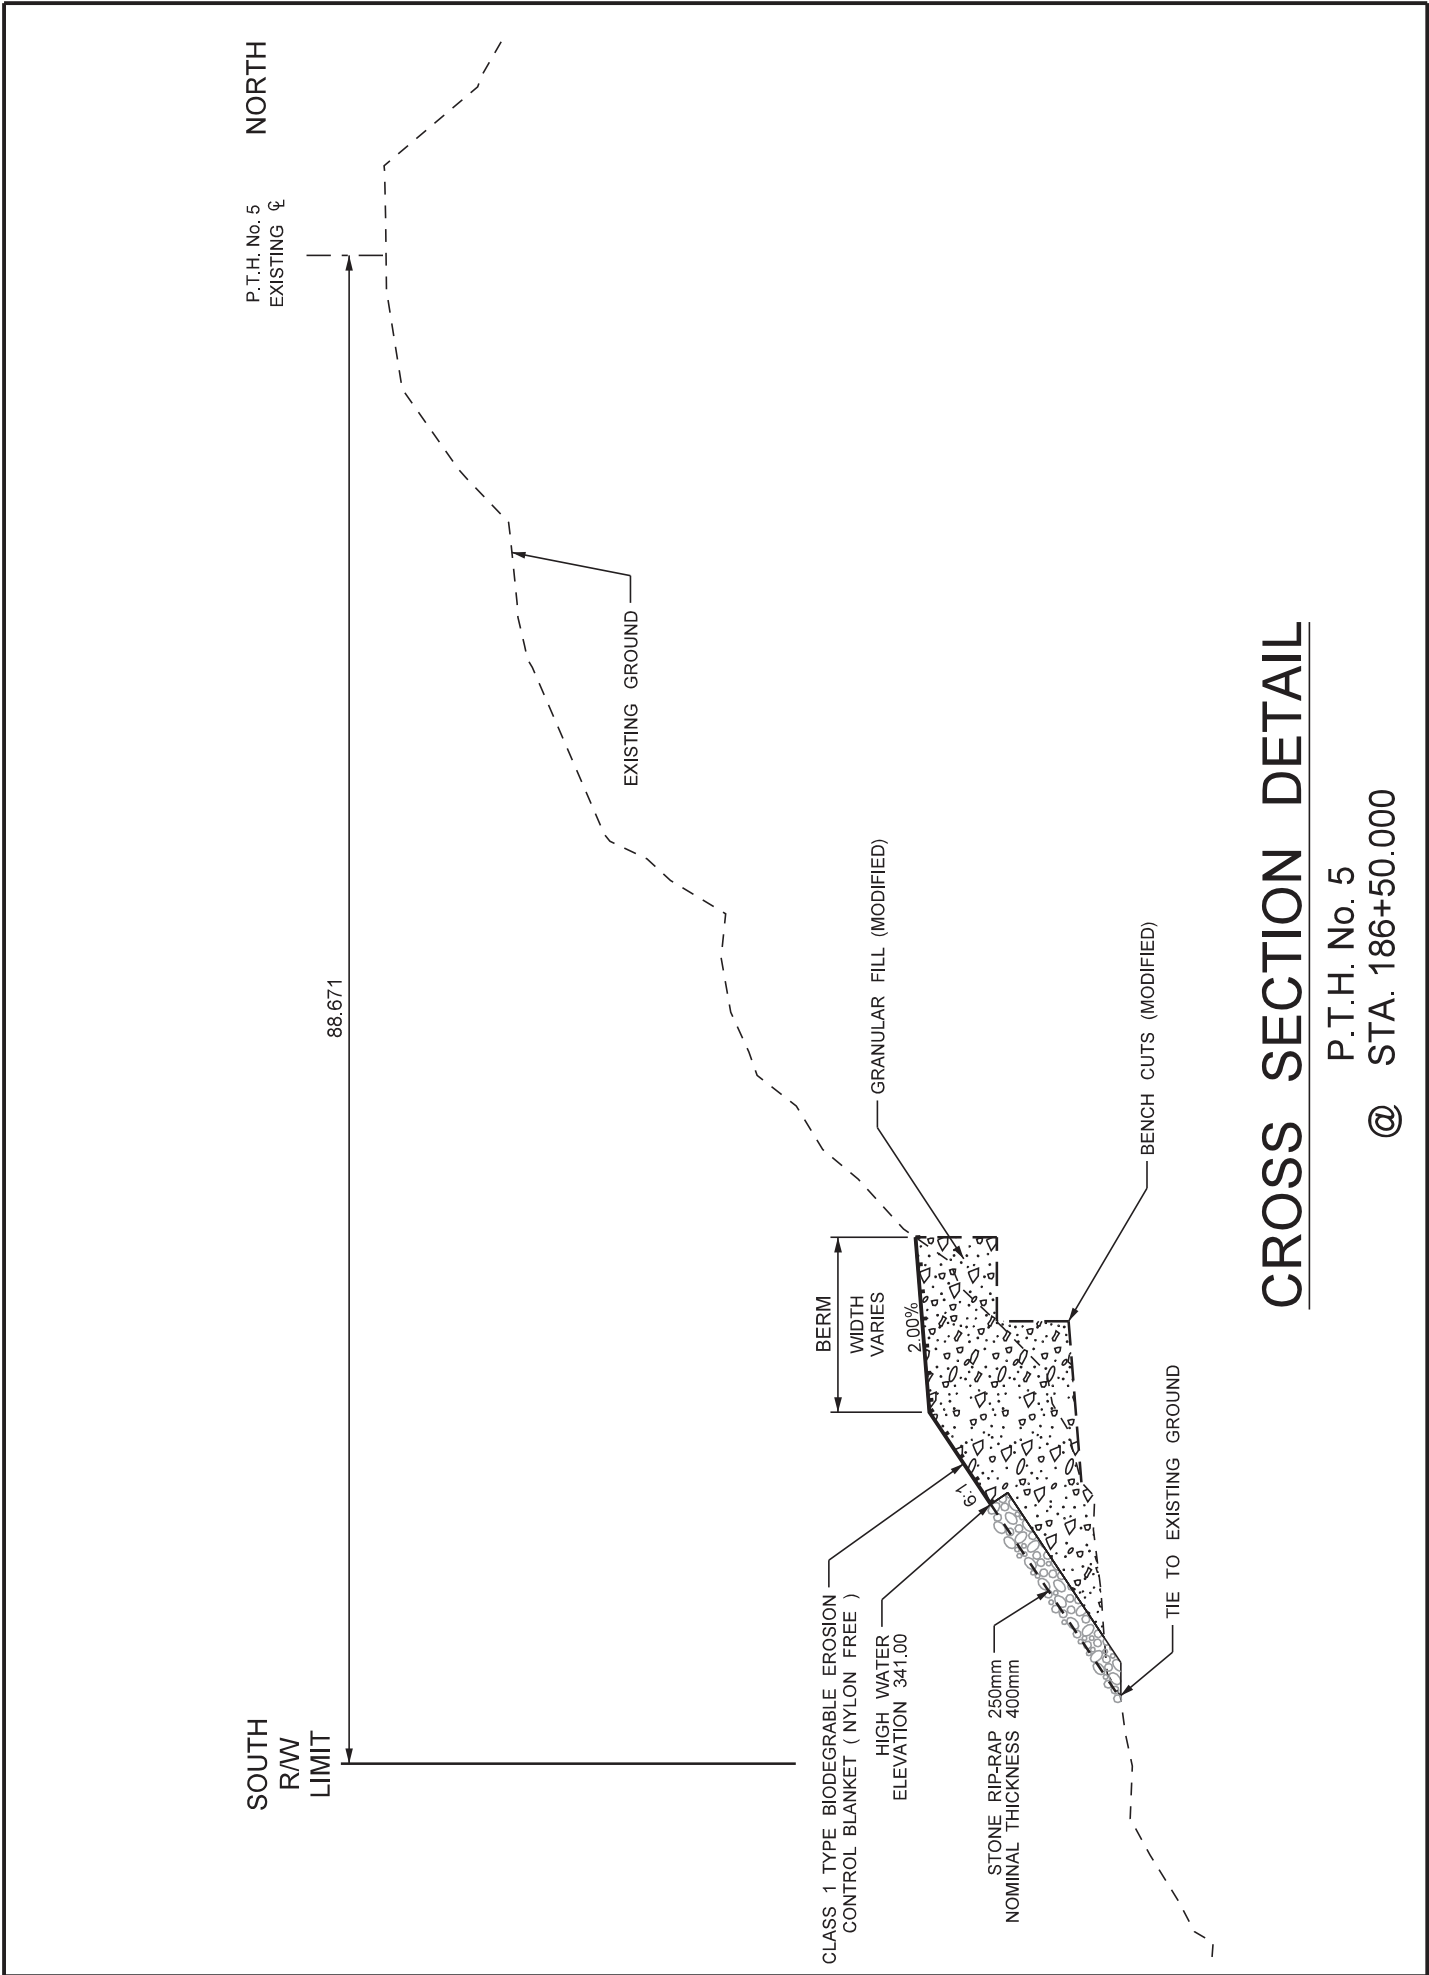 SOUTH
R/W
LIMIT
88.671
P.T.H. No. 5
EXISTING ℄
NORTH
EXISTING GROUND
BERM
WIDTH
VARIES
2.00%
GRANULAR FILL (MODIFIED)
CLASS 1 TYPE BIODEGRABLE EROSION
CONTROL BLANKET ( NYLON FREE )
6:1
HIGH WATER
ELEVATION 341.00
STONE RIP-RAP 250mm
NOMINAL THICKNESS 400mm
BENCH CUTS (MODIFIED)
TIE TO EXISTING GROUND
CROSS SECTION DETAIL
P.T.H. No. 5
@ STA. 186+50.000